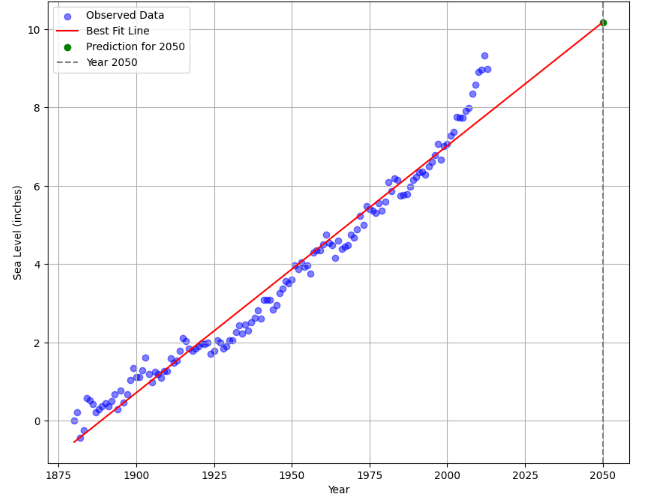 Observed Data
Best Fit Line
Prediction for 2050
Year 2050
10
8
6
4
2
0
Sea Level (inches)
1875 1900 1925 1950 1975 2000 2025 2050
Year